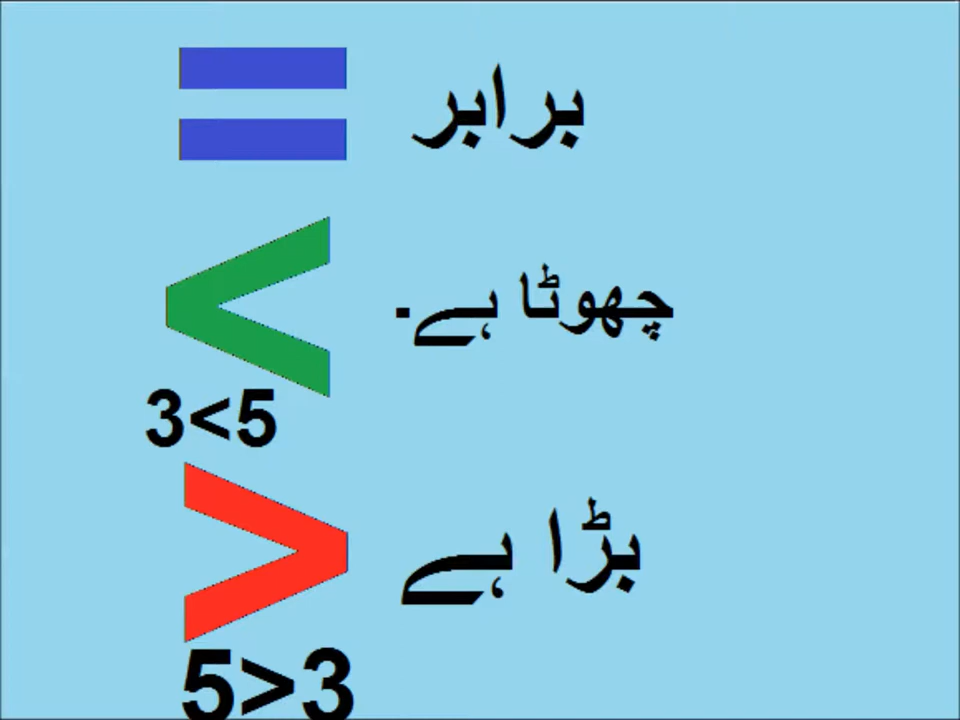 = برابر
< چھوٹا ہے۔
3<5
> بڑا ہے
5>3